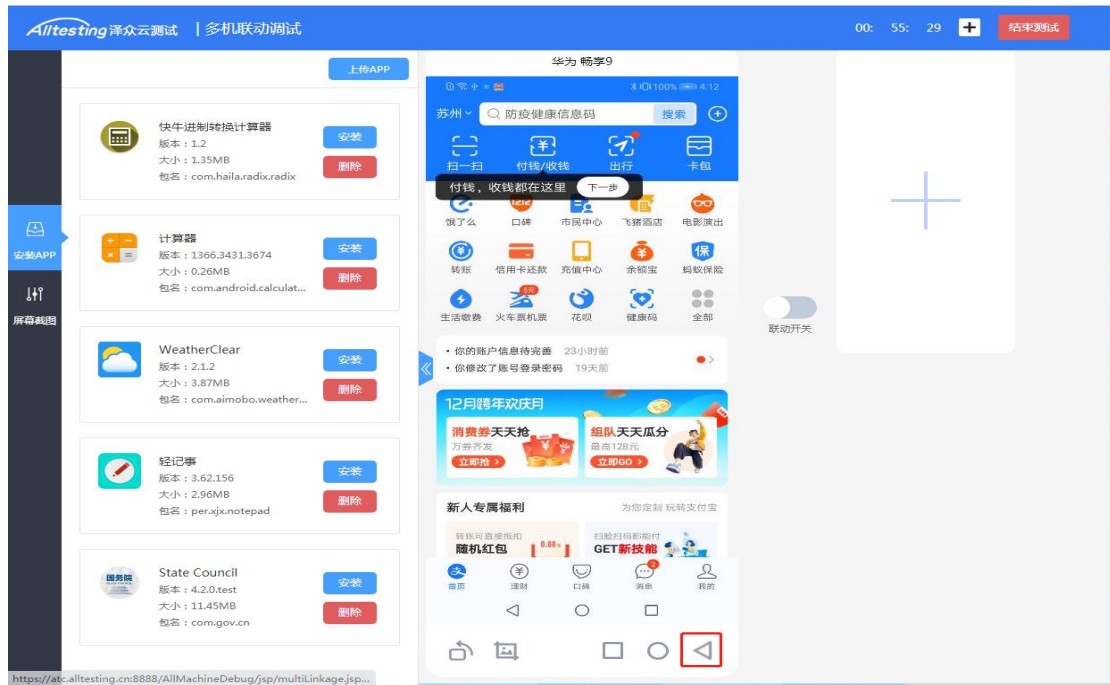 Alltesting泽众云测试 | 多机联动调试
00: 55: 29 结束测试
上传APP
安装APP
屏幕截图
快牛进制转换计算器
版本：1.2
大小：1.35MB
包名：com.haila.radix.radix
安装
删除
计算器
版本：1366.3431.3674
大小：0.26MB
包名：com.android.calculat...
安装
删除
WeatherClear
版本：2.1.2
大小：3.87MB
包名：com.aimobo.weather...
安装
删除
轻记事
版本：3.62.156
大小：2.96MB
包名：per.xjx.notepad
安装
删除
国务院
State Council
版本：4.2.0.test
大小：11.45MB
包名：com.gov.cn
安装
删除
华为 畅享9
100% 4:12
苏州 防疫健康信息码 搜索
扫一扫 付钱/收钱 出行 卡包
付钱，收钱都在这里 下一步
饿了么 口碑 市民中心 飞猪酒店 电影演出
转账 信用卡还款 充值中心 余额宝 蚂蚁保险
保
生活缴费 火车票机票 花呗 健康码 全部
· 你的账户信息待完善 23小时前
· 你修改了账号登录密码 19天前
12月跨年欢庆月
消费券天天抢
万券齐发
立即抢
组队天天瓜分
最高128元
立即GO
新人专属福利 为您定制 玩转支付宝
转账可直接抵扣
随机红包
0.88
扫脸扫码都能付
GET新技能
首页 理财 口碑 消息 我的
2
联动开关
https://atc.alltesting.cn:8888/AllMachineDebug/jsp/multiLinkage.jsp...